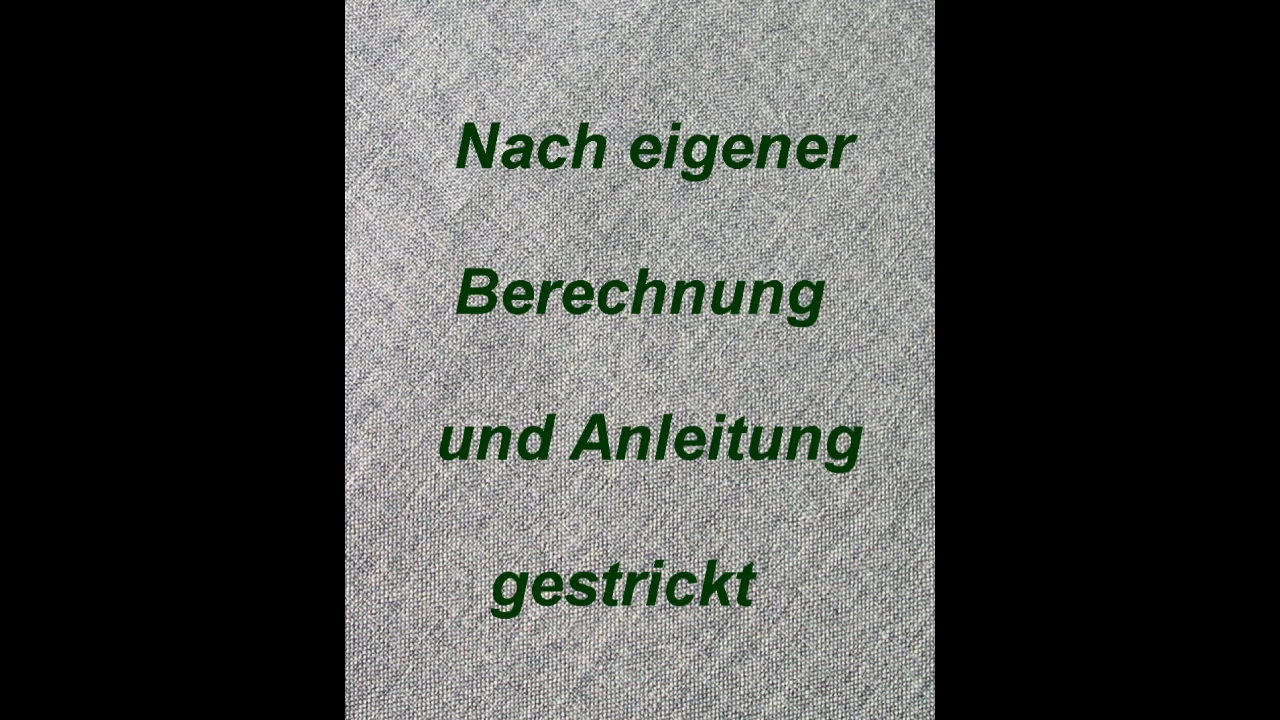 Nach eigener
Berechnung
und Anleitung
gestrickt